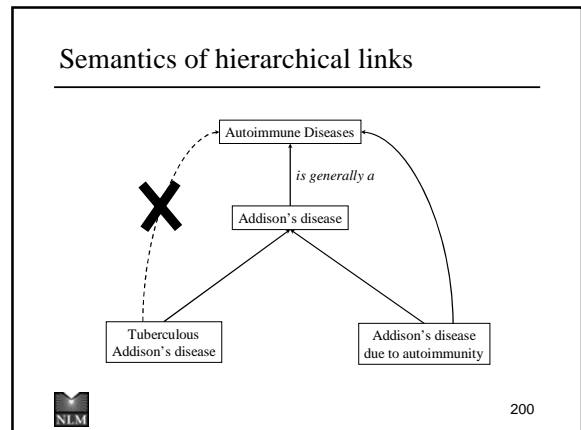 Semantics of hierarchical links
Autoimmune Diseases
is generally a
Addison’s disease
Tuberculous
Addison’s disease
Addison’s disease
due to autoimmunity
NLM
200